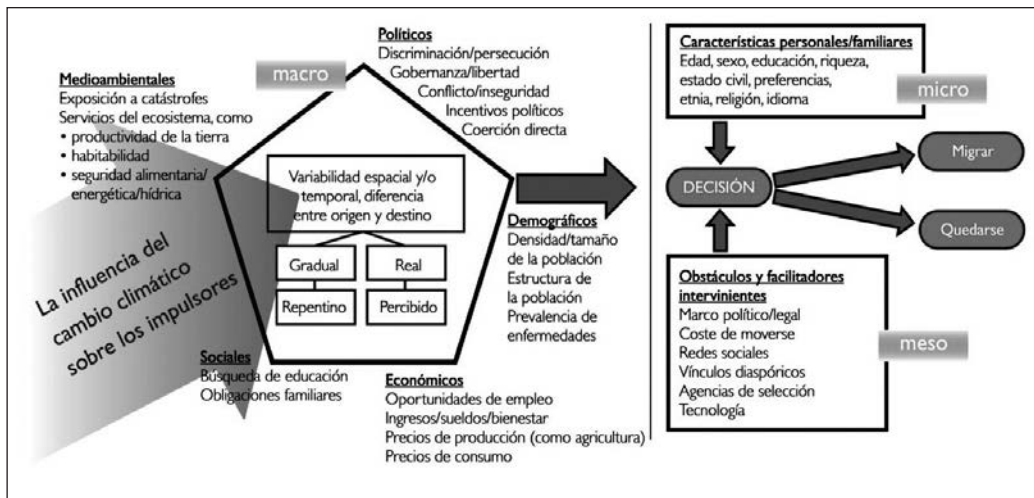 Políticos
Discriminación/persecución
Gobernanza/libertad
Conflicto/inseguridad
Incentivos políticos
Coerción directa
macro
Medioambientales
Exposición a catástrofes
Servicios del ecosistema, como
• productividad de la tierra
• habitabilidad
• seguridad alimentaria/
energética/hídrica
Variabilidad espacial y/o
temporal, diferencia
entre origen y destino
Gradual
Real
Repentino
Percibido
La influencia del
cambio climático
sobre los impulsores
Demográficos
Densidad/tamaño
de la población
Estructura de
la población
Prevalencia de
enfermedades
Sociales
Búsqueda de educación
Obligaciones familiares
Económicos
Oportunidades de empleo
Ingresos/sueldos/bienestar
Precios de producción (como agricultura)
Precios de consumo
Características personales/familiares
Edad, sexo, educación, riqueza,
estado civil, preferencias,
etnia, religión, idioma
micro
DECISIÓN
Migrar
Quedarse
Obstáculos y facilitadores
intervinientes
Marco político/legal
Coste de moverse
Redes sociales
Vínculos diaspóricos
Agencias de selección
Tecnología
meso